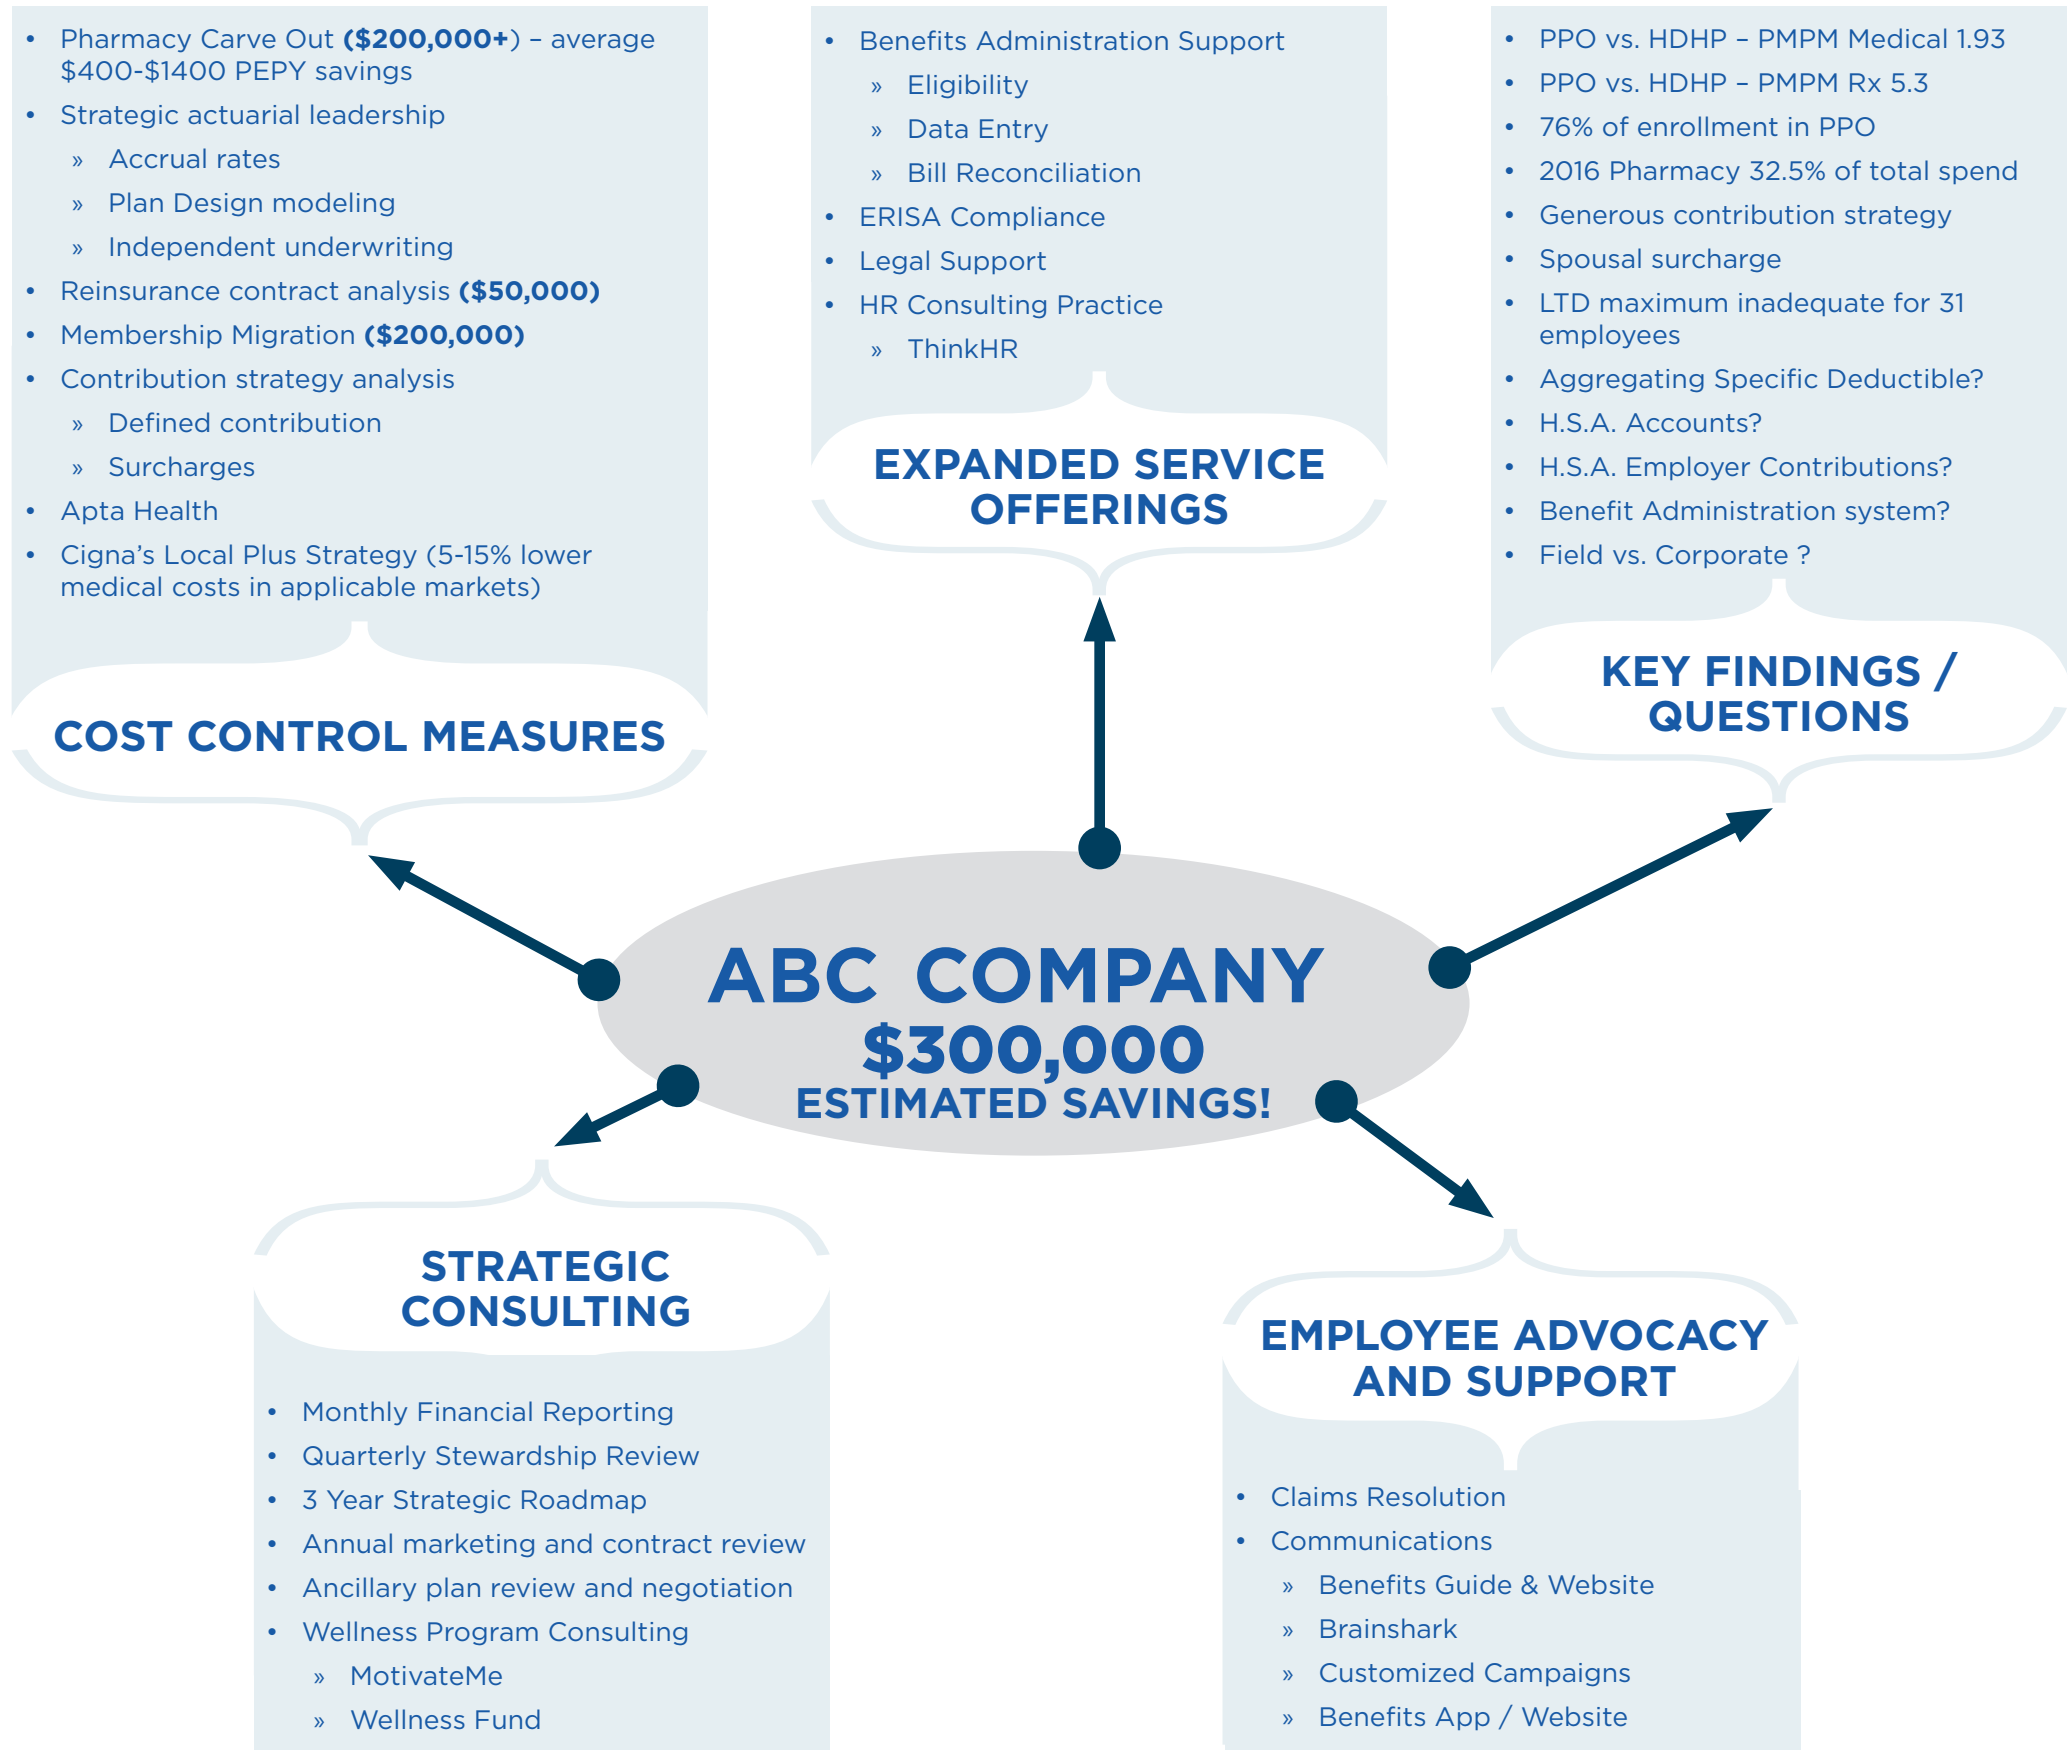 • Pharmacy Carve Out ($200,000+) – average
$400-$1400 PEPY savings
• Strategic actuarial leadership
» Accrual rates
» Plan Design modeling
» Independent underwriting
• Reinsurance contract analysis ($50,000)
• Membership Migration ($200,000)
• Contribution strategy analysis
» Defined contribution
» Surcharges
• Apta Health
• Cigna’s Local Plus Strategy (5-15% lower
medical costs in applicable markets)
COST CONTROL MEASURES
• Benefits Administration Support
» Eligibility
» Data Entry
» Bill Reconciliation
• ERISA Compliance
• Legal Support
• HR Consulting Practice
» ThinkHR
EXPANDED SERVICE
OFFERINGS
• PPO vs. HDHP – PMPM Medical 1.93
• PPO vs. HDHP – PMPM Rx 5.3
• 76% of enrollment in PPO
• 2016 Pharmacy 32.5% of total spend
• Generous contribution strategy
• Spousal surcharge
• LTD maximum inadequate for 31
employees
• Aggregating Specific Deductible?
• H.S.A. Accounts?
• H.S.A. Employer Contributions?
• Benefit Administration system?
• Field vs. Corporate ?
KEY FINDINGS /
QUESTIONS
ABC COMPANY
$300,000
ESTIMATED SAVINGS!
STRATEGIC
CONSULTING
• Monthly Financial Reporting
• Quarterly Stewardship Review
• 3 Year Strategic Roadmap
• Annual marketing and contract review
• Ancillary plan review and negotiation
• Wellness Program Consulting
» MotivateMe
» Wellness Fund
EMPLOYEE ADVOCACY
AND SUPPORT
• Claims Resolution
• Communications
» Benefits Guide & Website
» Brainshark
» Customized Campaigns
» Benefits App / Website